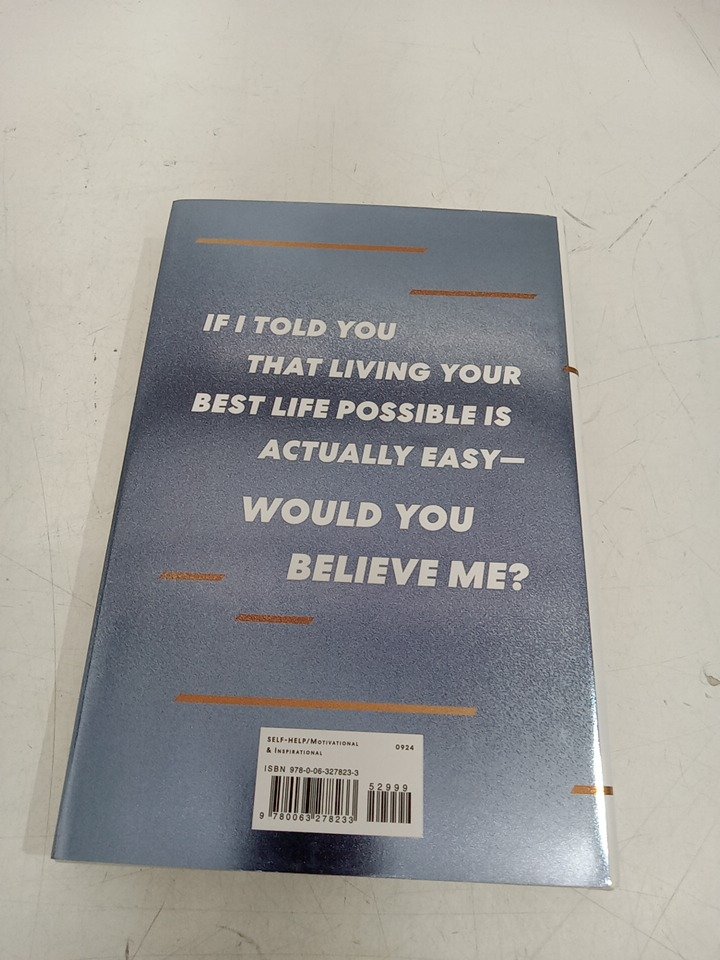 IF I TOLD YOU
THAT LIVING YOUR
BEST LIFE POSSIBLE IS
ACTUALLY EASY—
WOULD YOU
BELIEVE ME?
SELF-HELP/MOTIVATIONAL
& INSPIRATIONAL
0924
ISBN 978-0-06-327823-3
52999
9 780063 278233